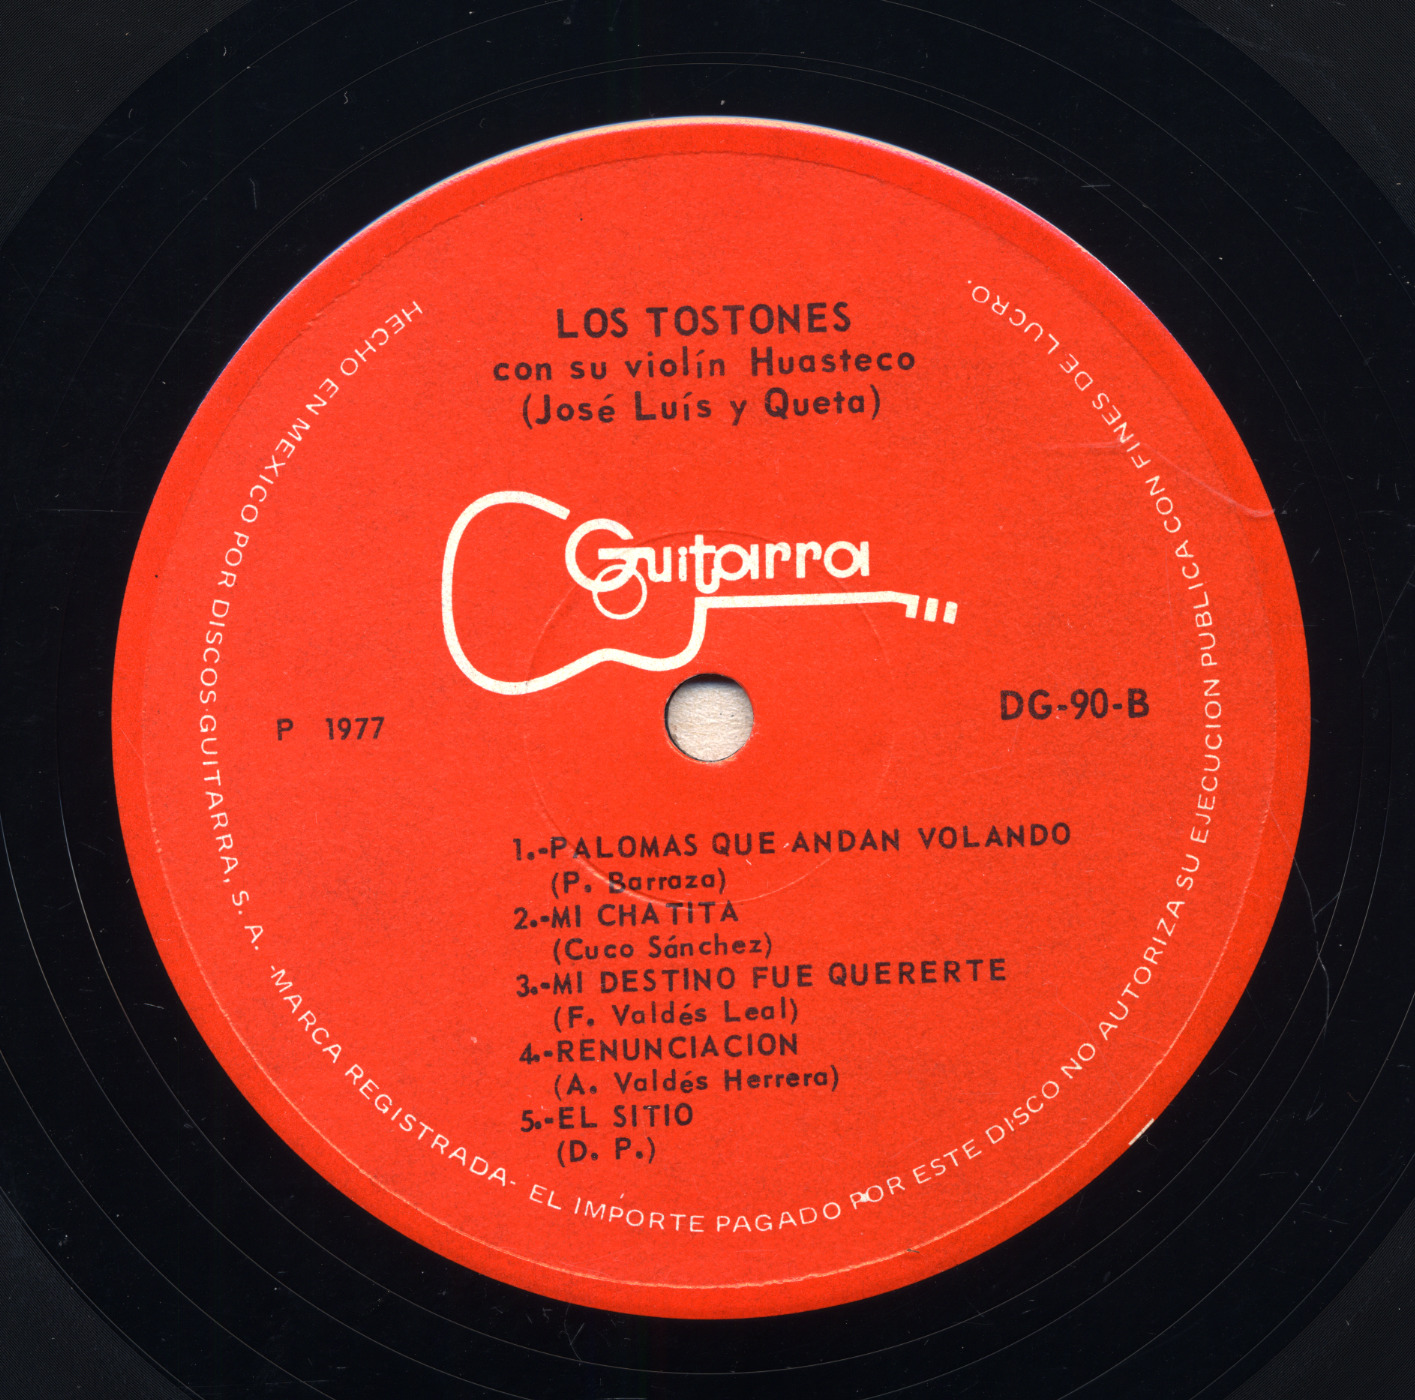 LOS TOSTONES
con su violín Huasteco
(José Luís y Queta)
Guitarra
P 1977
DG-90-B
1.-PALOMAS QUE ANDAN VOLANDO
(P. Barraza)
2.-MI CHATITA
(Cuco Sánchez)
3.-MI DESTINO FUE QUERERTE
(F. Valdés Leal)
4.-RENUNCIACION
(A. Valdés Herrera)
5.-EL SITIO
(D. P.)
HECHO EN MEXICO POR DISCOS·GUITARRA, S. A. -MARCA REGISTRADA- EL IMPORTE PAGADO POR ESTE DISCO NO AUTORIZA SU EJECUCION PUBLICA CON FINES DE LUCRO.